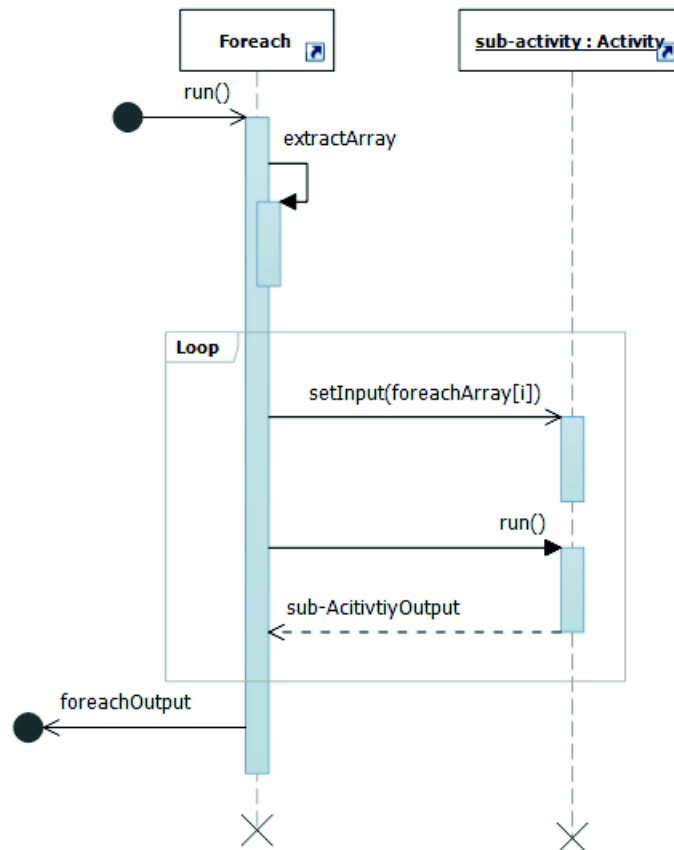 Foreach
sub-activity : Activity
run()
extractArray
Loop
setInput(foreachArray[i])
run()
sub-AcitivtiyOutput
foreachOutput